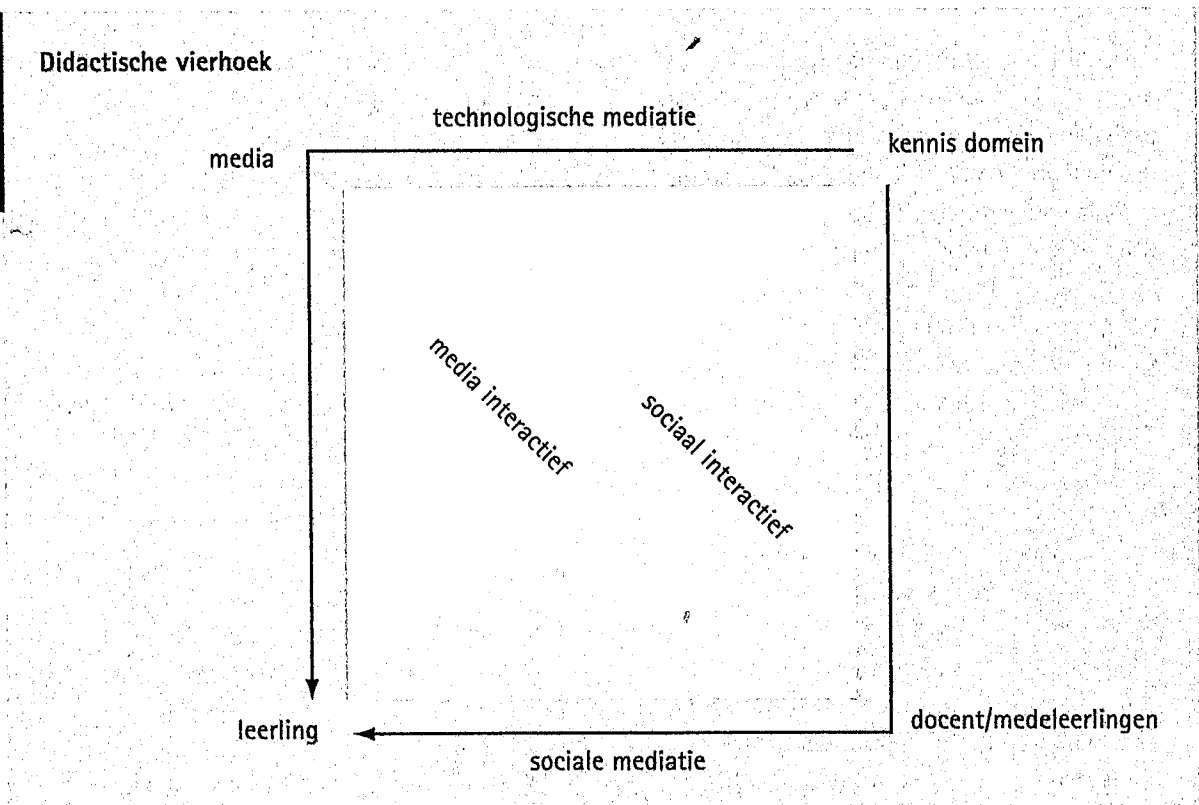 Didactische vierhoek
technologische mediatie
media
kennis domein
media interactief
sociaal interactief
leerling
docent/medeleerlingen
sociale mediatie